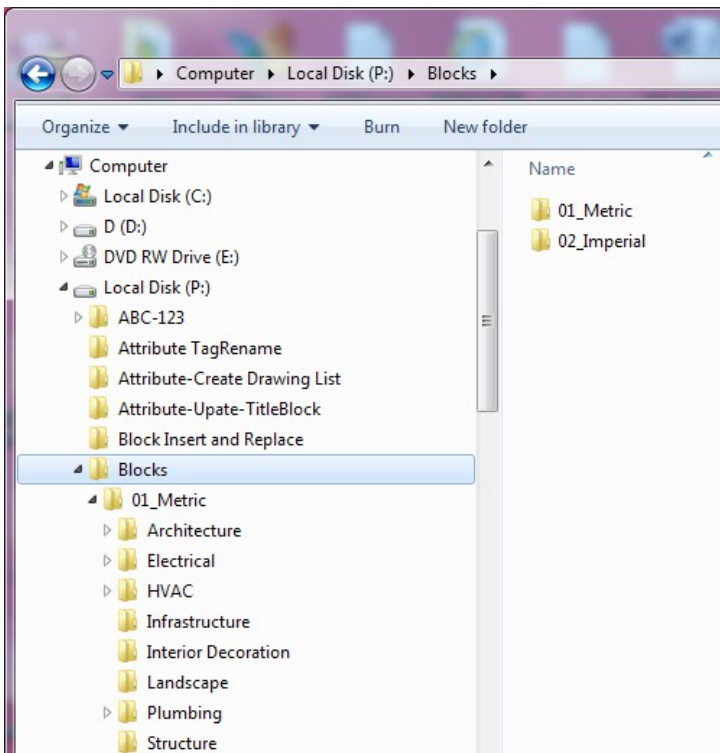 Computer Local Disk (P:) Blocks
Organize Include in library Burn New folder
Computer
Local Disk (C:)
D (D:)
DVD RW Drive (E:)
Local Disk (P:)
ABC-123
Attribute TagRename
Attribute-Create Drawing List
Attribute-Upate-TitleBlock
Block Insert and Replace
Blocks
01_Metric
Architecture
Electrical
HVAC
Infrastructure
Interior Decoration
Landscape
Plumbing
Structure
Name
01_Metric
02_Imperial